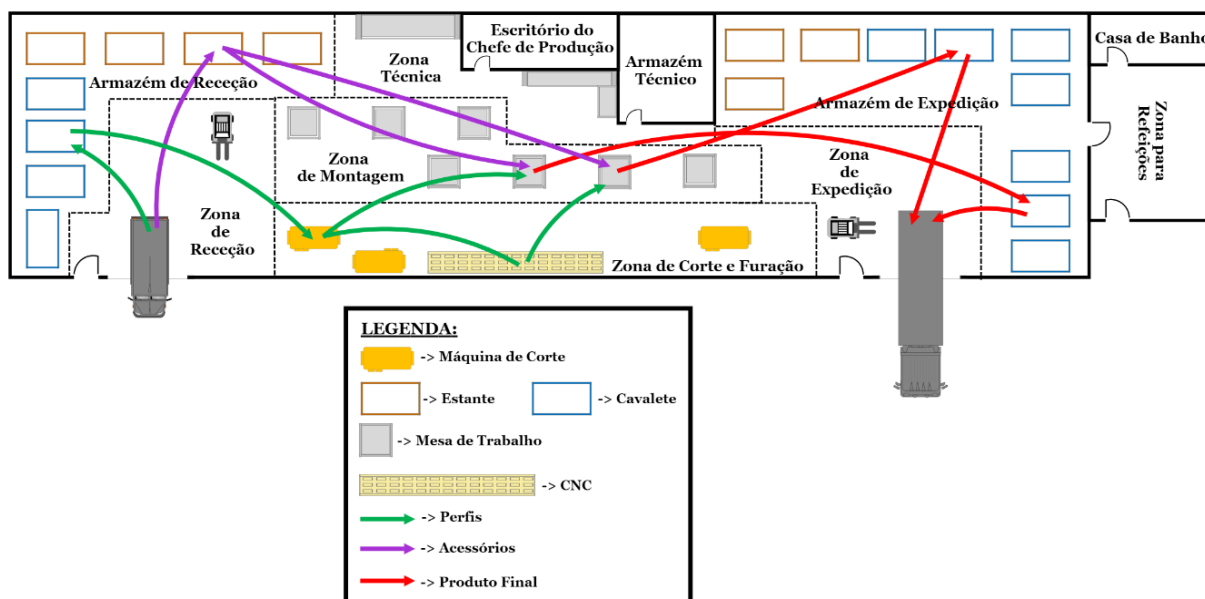 Escritório do
Chefe de Produção
Zona
Técnica
Armazém
Técnico
Casa de Banho
Armazém de Receção
Armazém de Expedição
Zona para
Refeições
Zona
de Montagem
Zona
de
Expedição
Zona
de
Receção
Zona de Corte e Furação
LEGENDA:
-> Máquina de Corte
-> Estante
-> Cavalete
-> Mesa de Trabalho
-> CNC
-> Perfis
-> Acessórios
-> Produto Final